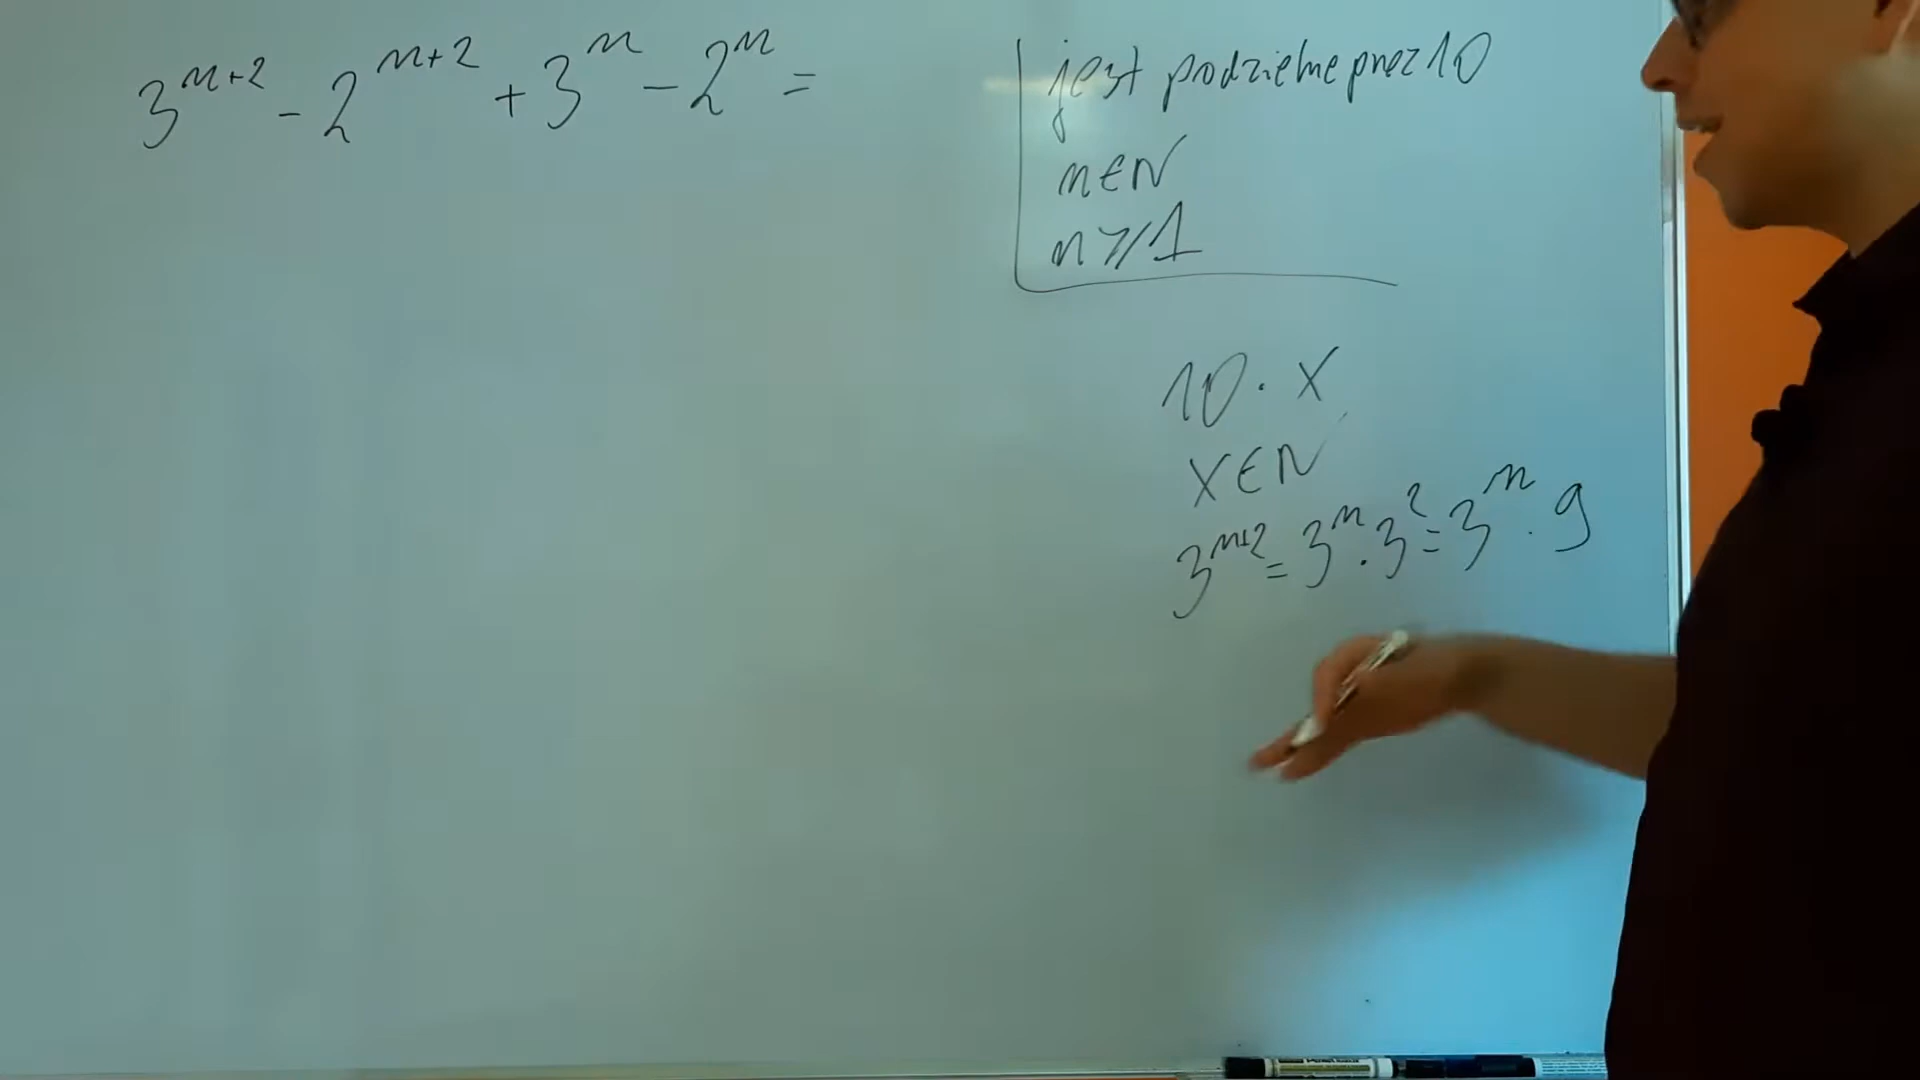 3^{n+2} - 2^{n+2} + 3^n - 2^n =
jest podzielne przez 10
n∈N
n⩾1
10 · x
x∈N
3^{n+2} = 3^n · 3^2 = 3^n · 9